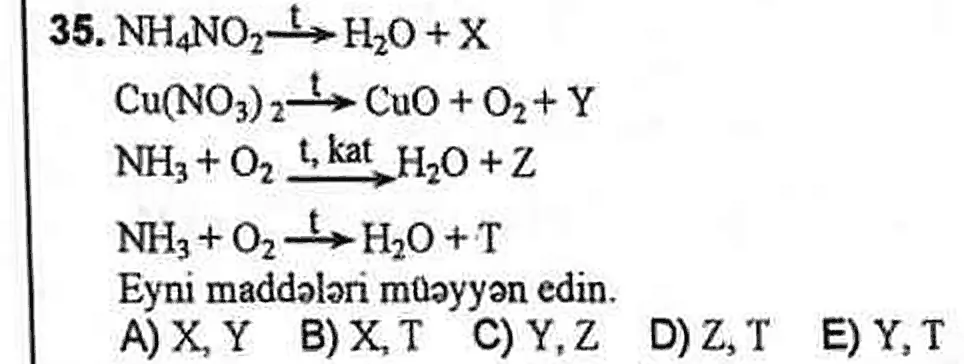 35. NH₄NO₂ —t→ H₂O + X
Cu(NO₃)₂ —t→ CuO + O₂ + Y
NH₃ + O₂ —t, kat→ H₂O + Z
NH₃ + O₂ —t→ H₂O + T
Eyni maddələri müəyyən edin.
A) X, Y B) X, T C) Y, Z D) Z, T E) Y, T